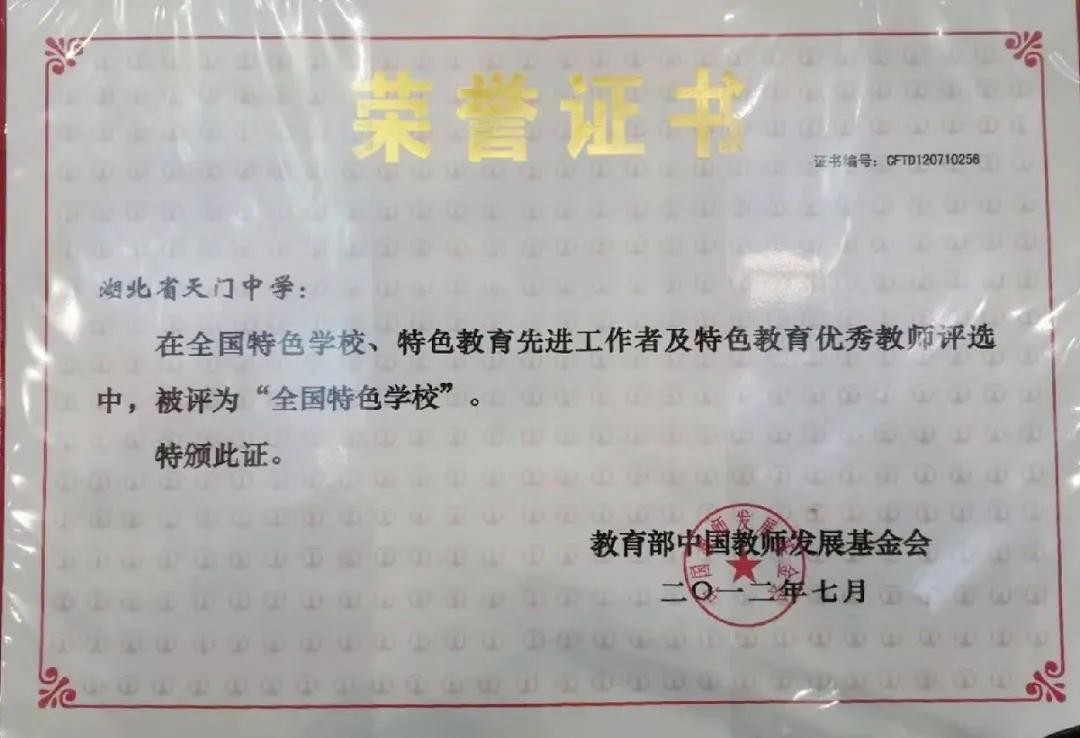 荣誉证书
证书编号：CFTD120710256
湖北省天门中学：
在全国特色学校、特色教育先进工作者及特色教育优秀教师评选
中，被评为“全国特色学校”。
特颁此证。
教育部中国教师发展基金会
二〇一二年七月